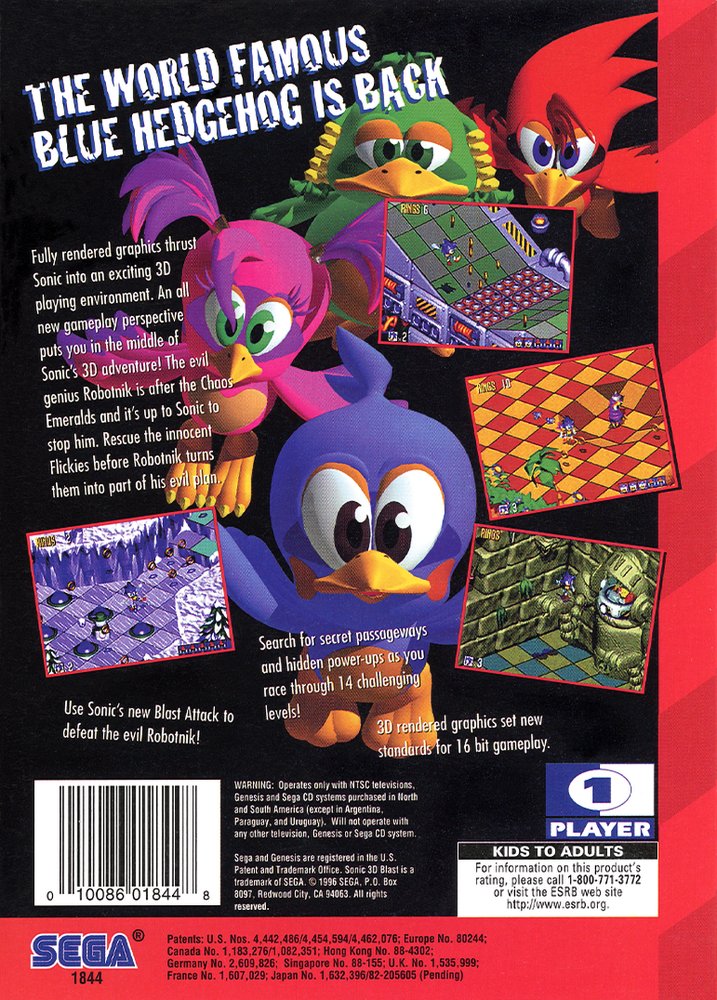 THE WORLD FAMOUS
BLUE HEDGEHOG IS BACK
Fully rendered graphics thrust
Sonic into an exciting 3D
playing environment. An all
new gameplay perspective
puts you in the middle of
Sonic's 3D adventure! The evil
genius Robotnik is after the Chaos
Emeralds and it's up to Sonic to
stop him. Rescue the innocent
Flickies before Robotnik turns
them into part of his evil plan.
RINGS 6
2
RINGS 10
3
RINGS
3
RINGS 2
2
Search for secret passageways
and hidden power-ups as you
race through 14 challenging
levels!
Use Sonic's new Blast Attack to
defeat the evil Robotnik!
3D rendered graphics set new
standards for 16 bit gameplay.
0 10086 01844 8
WARNING: Operates only with NTSC televisions,
Genesis and Sega CD systems purchased in North
and South America (except in Argentina,
Paraguay, and Uruguay). Will not operate with
any other television, Genesis or Sega CD system.
Sega and Genesis are registered in the U.S.
Patent and Trademark Office. Sonic 3D Blast is a
trademark of SEGA. © 1996 SEGA, P.O. Box
8097, Redwood City, CA 94063. All rights
reserved.
1
PLAYER
KIDS TO ADULTS
For information on this product's
rating, please call 1-800-771-3772
or visit the ESRB web site
http://www.esrb.org.
SEGA®
1844
Patents: U.S. Nos. 4,442,486/4,454,594/4,462,076; Europe No. 80244;
Canada No. 1,183,276/1,082,351; Hong Kong No. 88-4302;
Germany No. 2,609,826; Singapore No. 88-155; U.K. No. 1,535,999;
France No. 1,607,029; Japan No. 1,632,396/82-205605 (Pending)